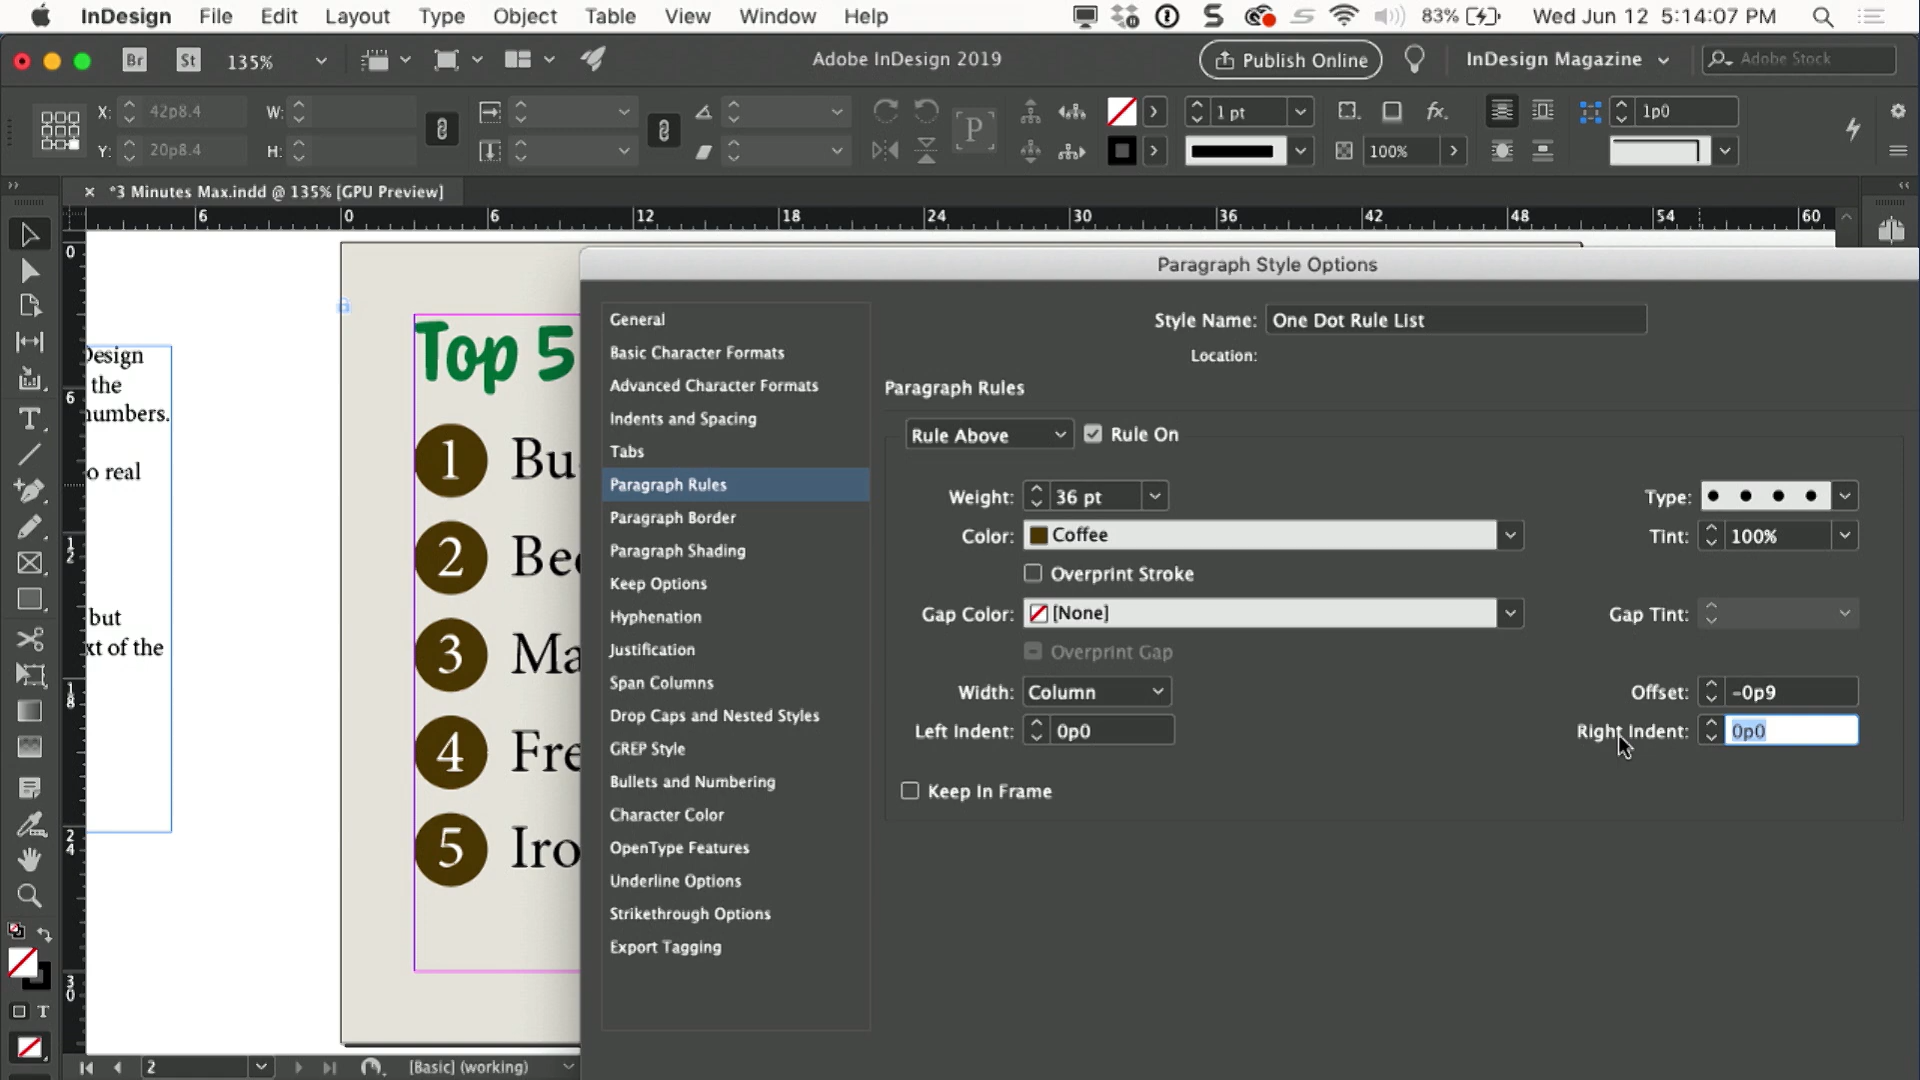 InDesign File Edit Layout Type Object Table View Window Help 83% Wed Jun 12 5:14:07 PM
Br St 135% Adobe InDesign 2019 Publish Online InDesign Magazine Adobe Stock
X: 42p8.4 W: 1 pt fx. 1p0
Y: 20p8.4 H: P 100%
× *3 Minutes Max.indd @ 135% [GPU Preview]
6 0 6 12 18 24 30 36 42 48 54 60
0
6
12
18
24
30
Design
the
numbers.
o real
but
xt of the
Top 5
1 Bu
2 Bee
3 Ma
4 Fre
5 Iro
Paragraph Style Options
General
Basic Character Formats
Advanced Character Formats
Indents and Spacing
Tabs
Paragraph Rules
Paragraph Border
Paragraph Shading
Keep Options
Hyphenation
Justification
Span Columns
Drop Caps and Nested Styles
GREP Style
Bullets and Numbering
Character Color
OpenType Features
Underline Options
Strikethrough Options
Export Tagging
Style Name: One Dot Rule List
Location:
Paragraph Rules
Rule Above Rule On
Weight: 36 pt Type:
Color: Coffee Tint: 100%
Overprint Stroke
Gap Color: [None] Gap Tint:
Overprint Gap
Width: Column Offset: -0p9
Left Indent: 0p0 Right Indent: 0p0
Keep In Frame
T
T
2 [Basic] (working)